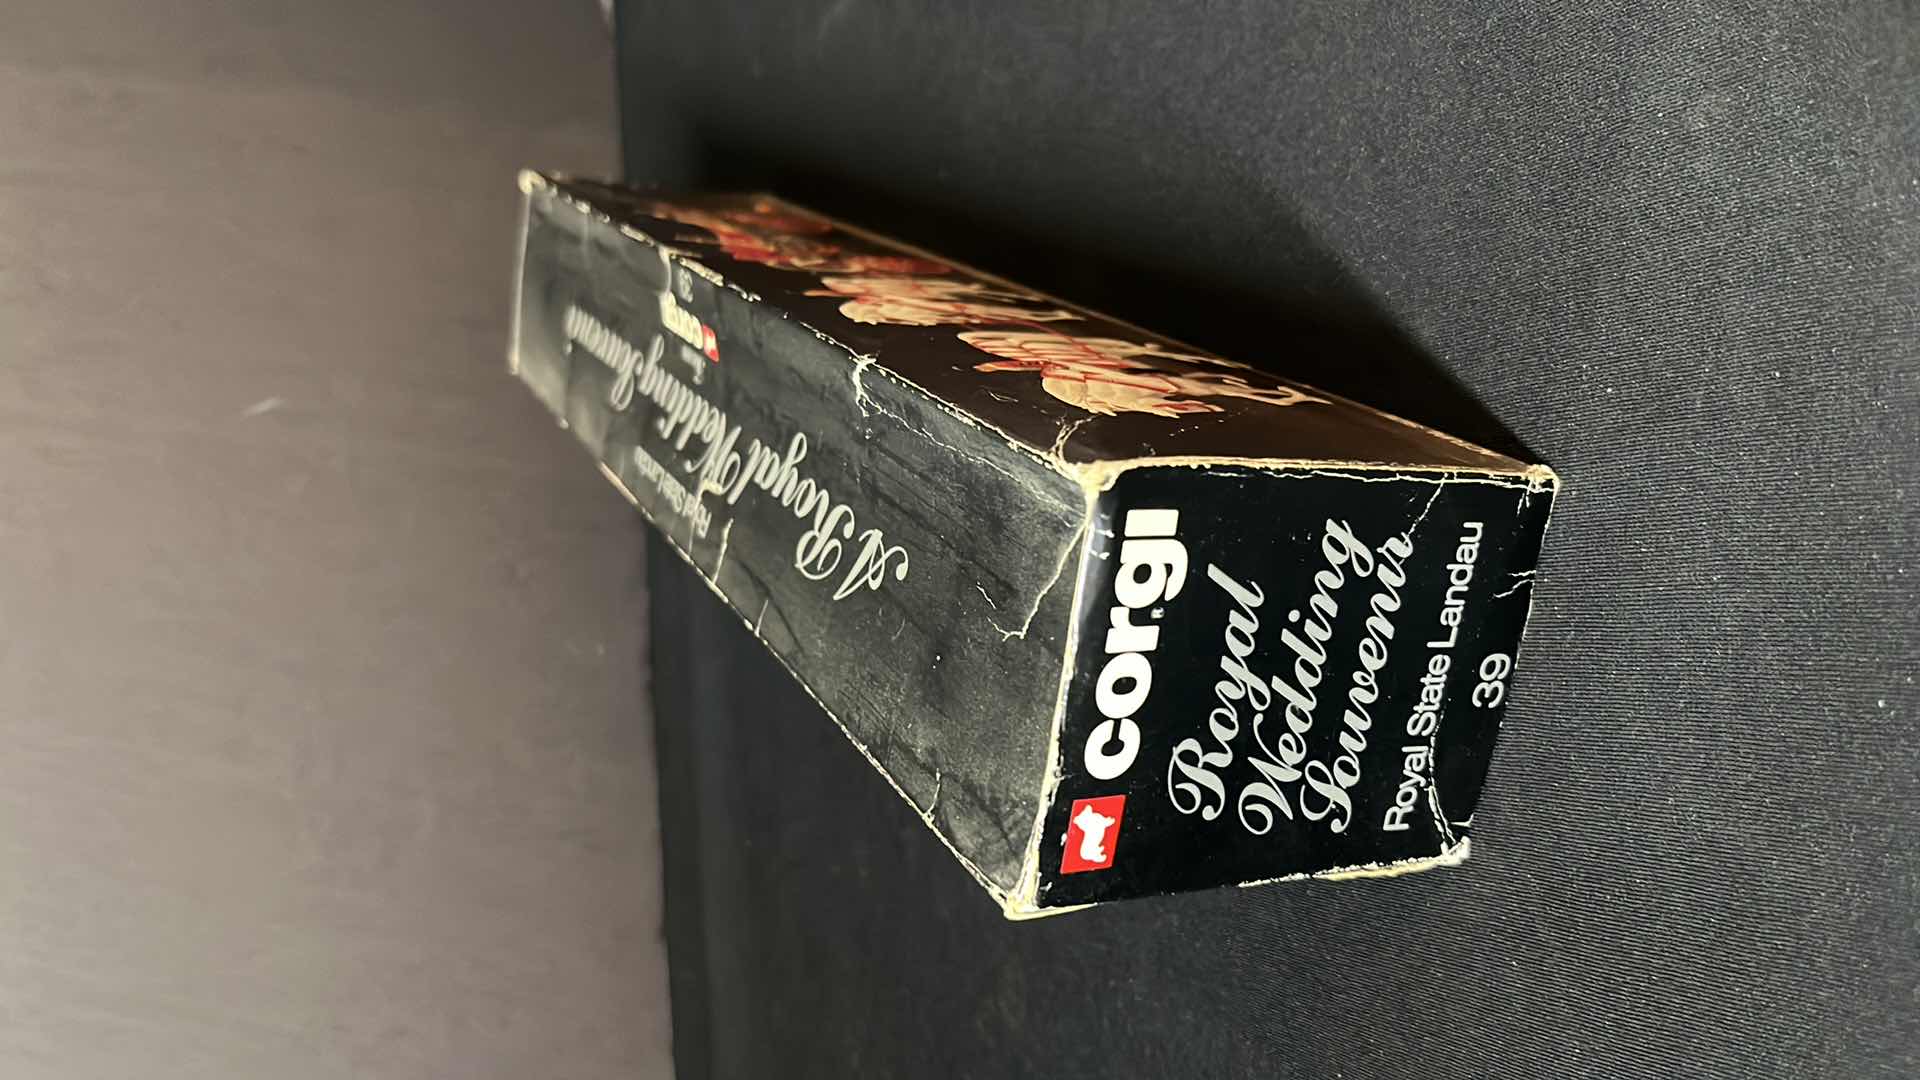 corgi
®
Royal
Wedding
Souvenir
Royal State Landau
39
A Royal Wedding Souvenir
Royal State Landau
corgi
39